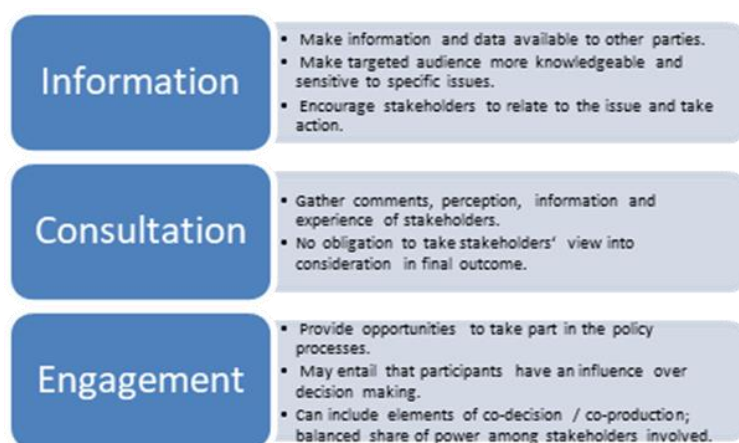 Information
• Make information and data available to other parties.
• Make targeted audience more knowledgeable and
sensitive to specific issues.
• Encourage stakeholders to relate to the issue and take
action.
Consultation
• Gather comments, perception, information and
experience of stakeholders.
• No obligation to take stakeholders‘ view into
consideration in final outcome.
Engagement
• Provide opportunities to take part in the policy
processes.
• May entail that participants have an influence over
decision making.
• Can include elements of co-decision / co-production;
balanced share of power among stakeholders involved.